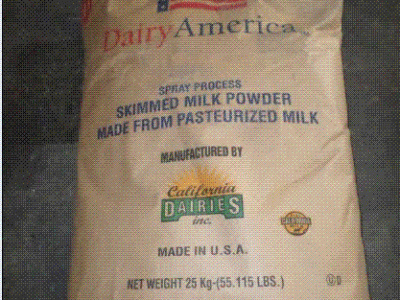 DairyAmerica
SPRAY PROCESS
SKIMMED MILK POWDER
MADE FROM PASTEURIZED MILK
MANUFACTURED BY
California
DAIRIES
inc.
MADE IN U.S.A.
NET WEIGHT 25 Kg-(55.115 LBS.)